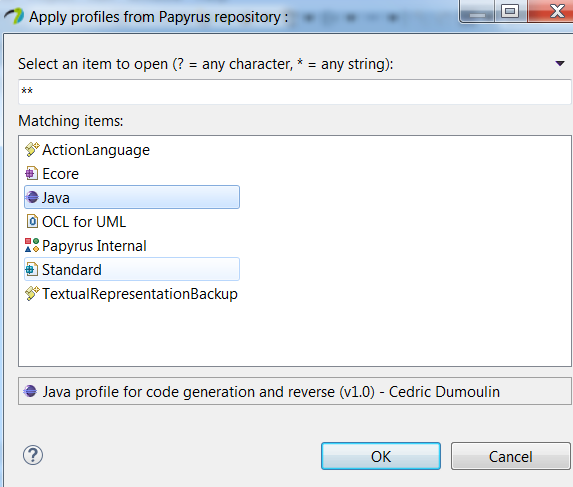 Apply profiles from Papyrus repository :
Select an item to open (? = any character, * = any string):
**
Matching items:
ActionLanguage
Ecore
Java
OCL for UML
Papyrus Internal
Standard
TextualRepresentationBackup
Java profile for code generation and reverse (v1.0) - Cedric Dumoulin
?
OK
Cancel